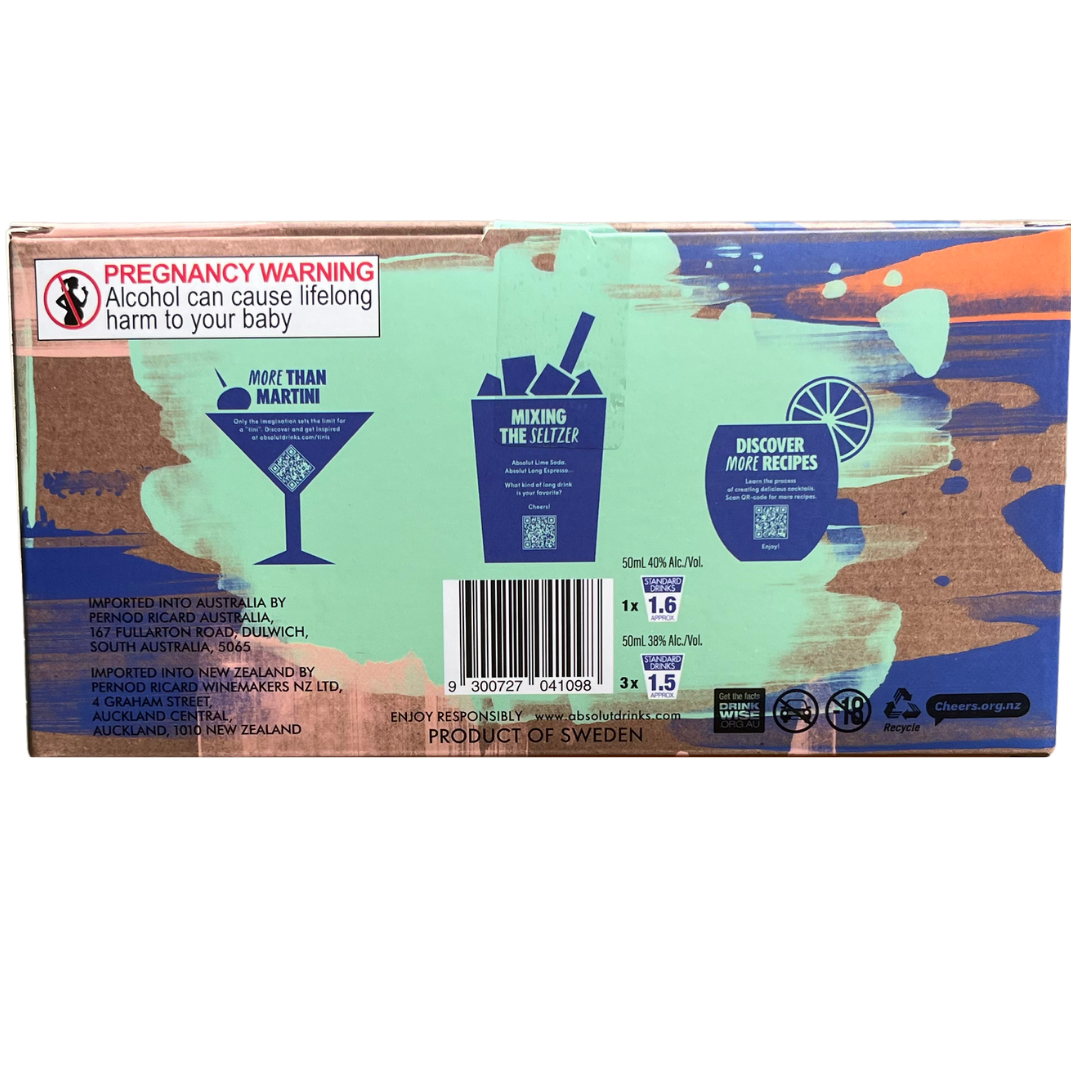 PREGNANCY WARNING
Alcohol can cause lifelong
harm to your baby
MORE THAN
MARTINI
Only the imagination sets the limit for
a "tini". Discover and get inspired
at absolutdrinks.com/tinis
MIXING
THE SELTZER
Absolut Lime Soda,
Absolut Long Espresso...
What kind of long drink
is your favorite?
Cheers!
DISCOVER
MORE RECIPES
Learn the process
of creating delicious cocktails.
Scan QR-code for more recipes.
Enjoy!
IMPORTED INTO AUSTRALIA BY
PERNOD RICARD AUSTRALIA,
167 FULLARTON ROAD, DULWICH,
SOUTH AUSTRALIA, 5065
IMPORTED INTO NEW ZEALAND BY
PERNOD RICARD WINEMAKERS NZ LTD,
4 GRAHAM STREET,
AUCKLAND CENTRAL,
AUCKLAND, 1010 NEW ZEALAND
9 300727 041098
50mL 40% Alc./Vol.
1x
STANDARD
DRINKS
1.6
APPROX
50mL 38% Alc./Vol.
3x
STANDARD
DRINKS
1.5
APPROX
ENJOY RESPONSIBLY www.absolutdrinks.com
PRODUCT OF SWEDEN
Get the facts
DRINK
WISE
ORG.AU
-18
Recycle
Cheers.org.nz